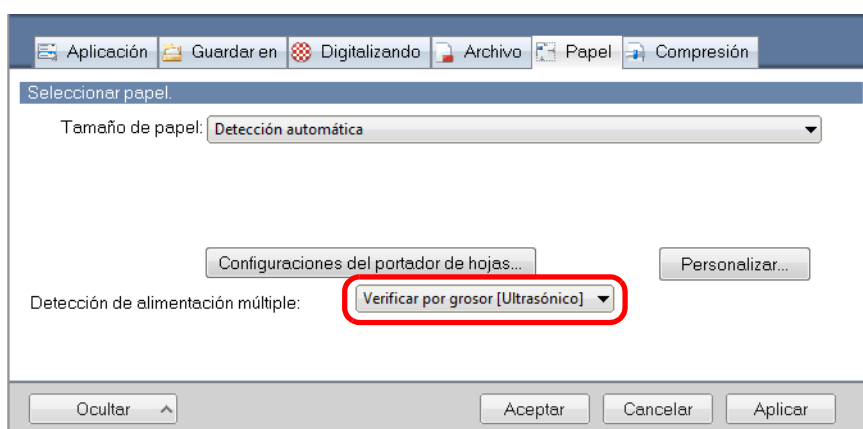 Aplicación Guardar en Digitalizando Archivo Papel Compresión
Seleccionar papel.
Tamaño de papel: Detección automática
Configuraciones del portador de hojas... Personalizar...
Detección de alimentación múltiple: Verificar por grosor [Ultrasónico]
Ocultar Aceptar Cancelar Aplicar